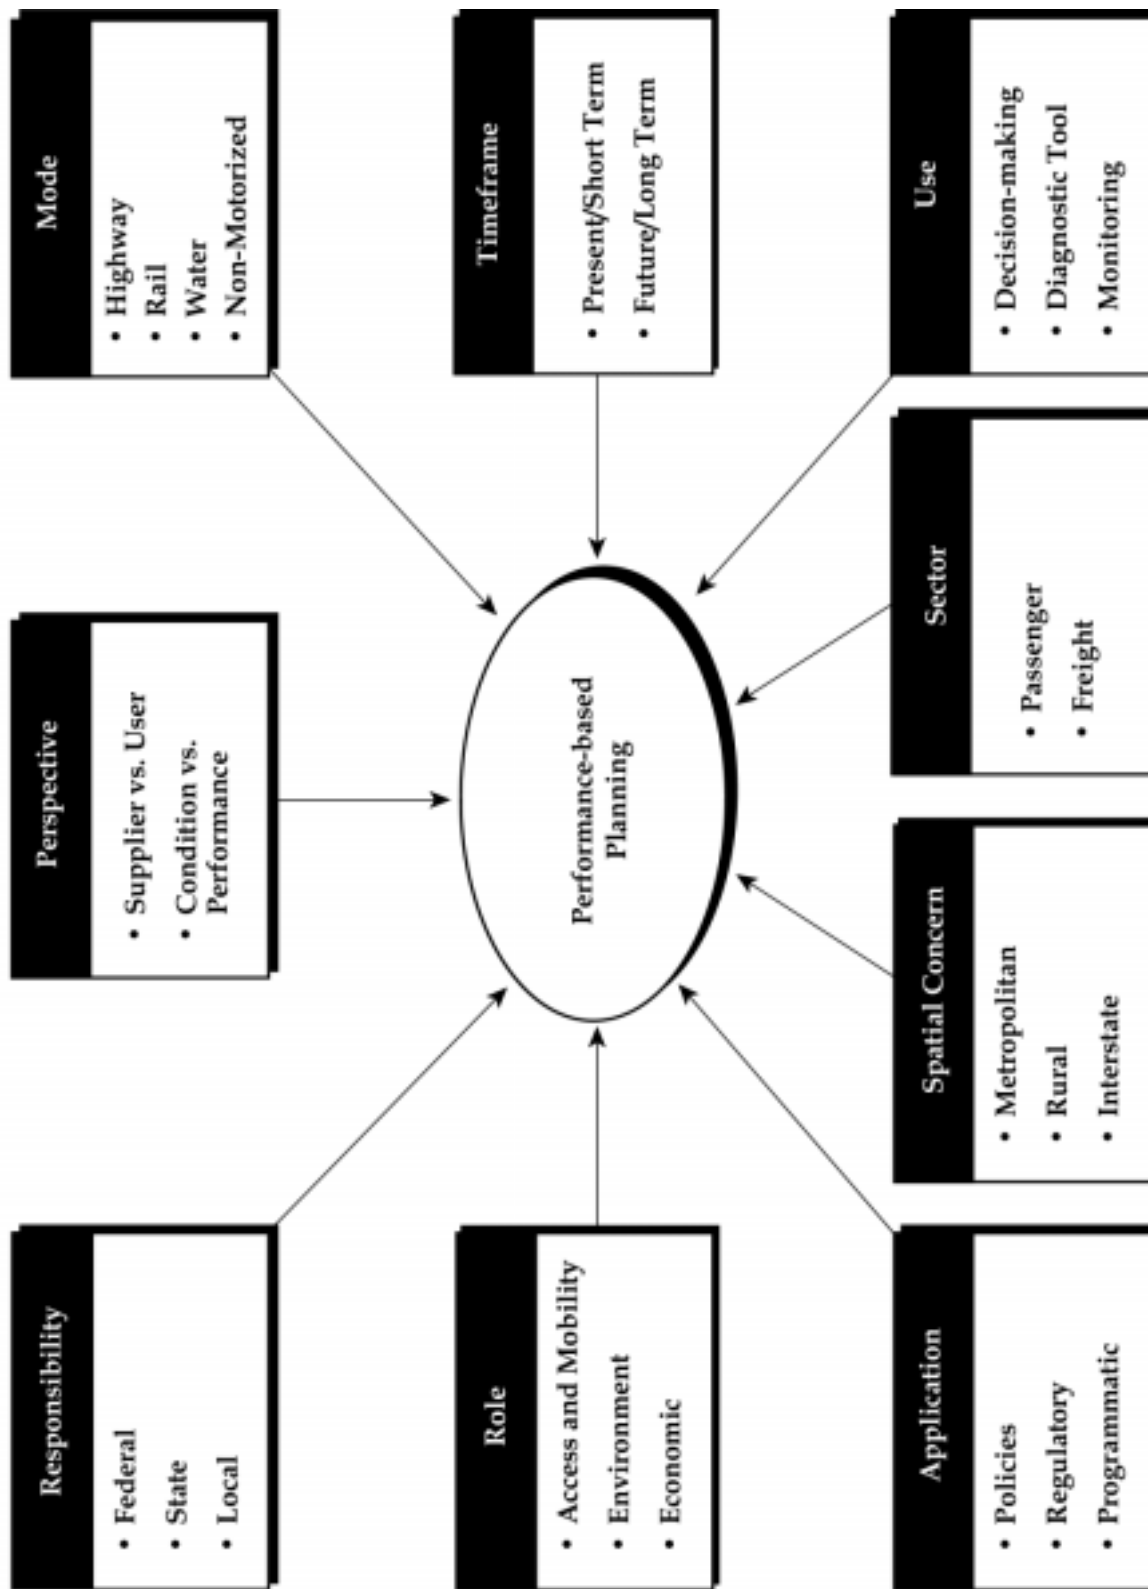 Responsibility
• Federal
• State
• Local
Perspective
• Supplier vs. User
• Condition vs.
Performance
Mode
• Highway
• Rail
• Water
• Non-Motorized
Role
• Access and Mobility
• Environment
• Economic
Performance-based
Planning
Timeframe
• Present/Short Term
• Future/Long Term
Application
• Policies
• Regulatory
• Programmatic
Spatial Concern
• Metropolitan
• Rural
• Interstate
Sector
• Passenger
• Freight
Use
• Decision-making
• Diagnostic Tool
• Monitoring